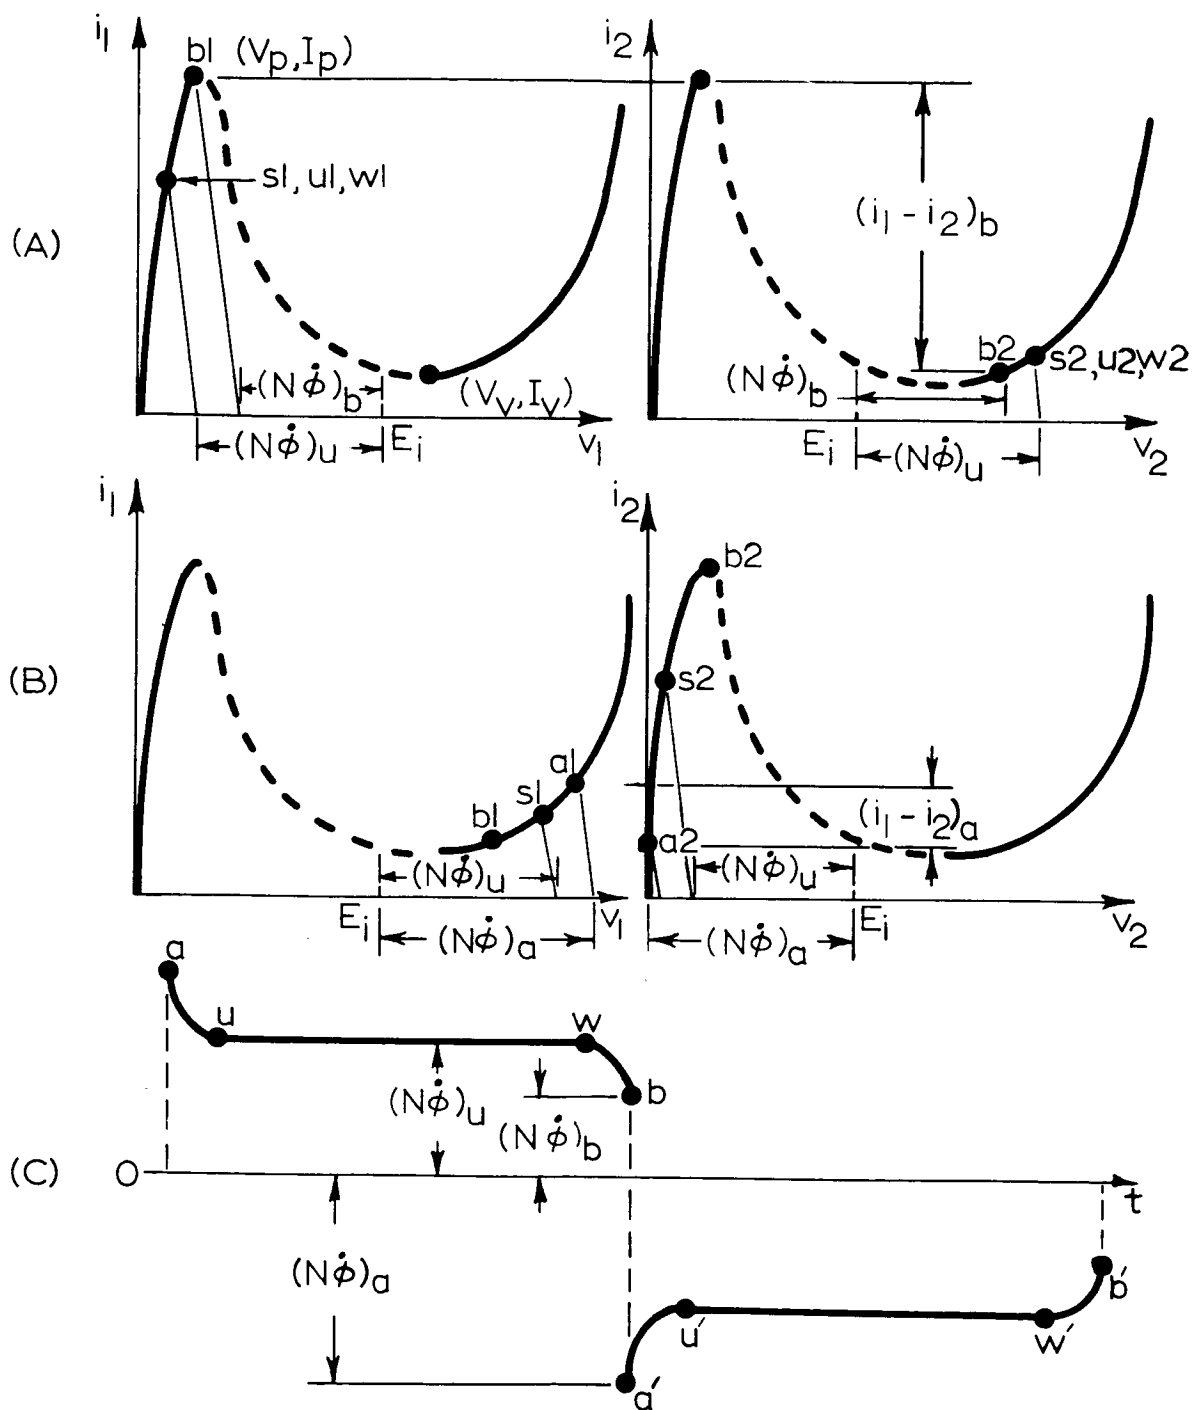 i₁
b1 (Vp, Ip)
s1, u1, w1
(A)
(Nφ̇)b
(Vv, Iv)
(Nφ̇)u
Ei
v₁
i₂
(i₁ - i₂)b
b2
s2, u2, w2
(Nφ̇)b
Ei
(Nφ̇)u
v₂
i₁
(B)
a1
s1
b1
(Nφ̇)u
Ei
v₁
(Nφ̇)a
i₂
b2
s2
(i₁ - i₂)a
a2
(Nφ̇)u
Ei
v₂
(Nφ̇)a
a
u
w
(Nφ̇)u
b
(Nφ̇)b
(C)
O
t
(Nφ̇)a
b′
u′
w′
a′